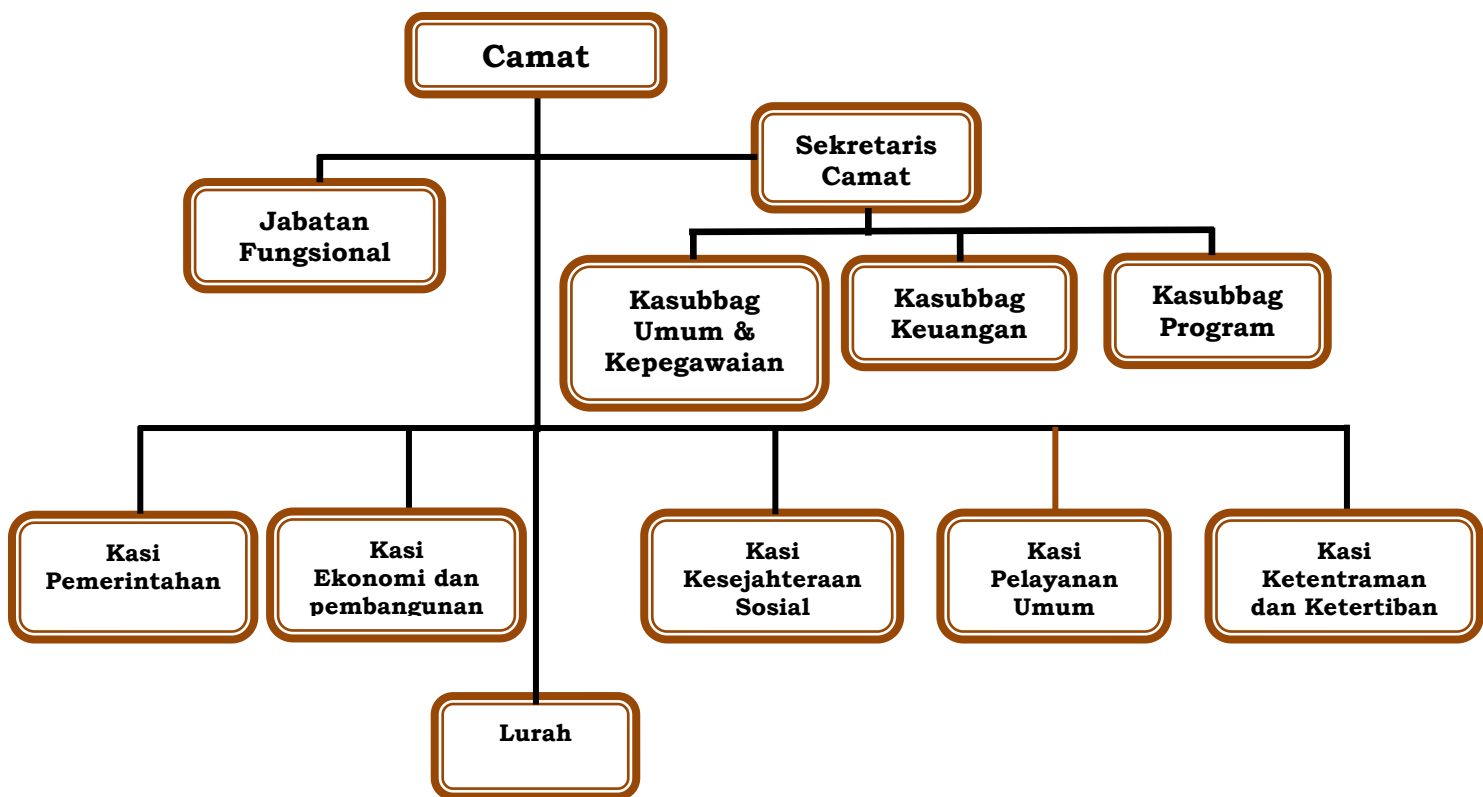 Camat
Sekretaris
Camat
Jabatan
Fungsional
Kasubbag
Umum &
Kepegawaian
Kasubbag
Keuangan
Kasubbag
Program
Kasi
Pemerintahan
Kasi
Ekonomi dan
pembangunan
Kasi
Kesejahteraan
Sosial
Kasi
Pelayanan
Umum
Kasi
Ketentraman
dan Ketertiban
Lurah